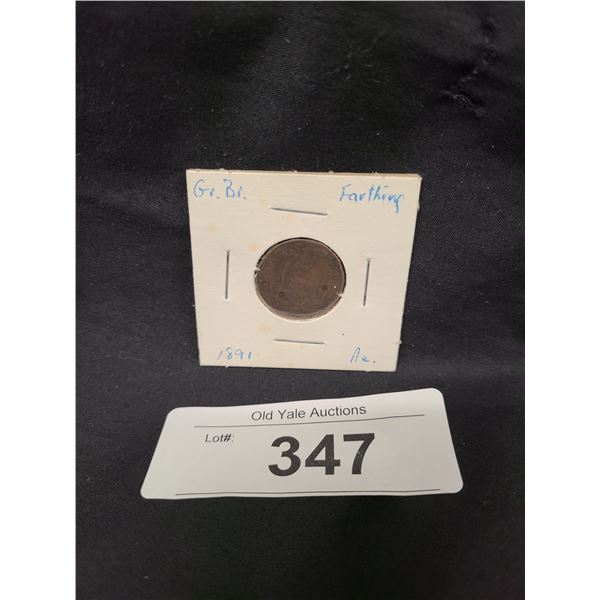 Gr. Br. Farthing
1891 Ae.
Old Yale Auctions
Lot#: 347